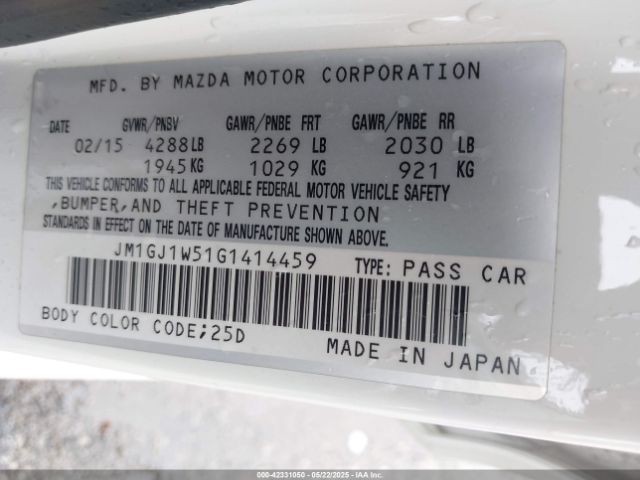 MFD. BY MAZDA MOTOR CORPORATION
DATE GVWR/PNBV GAWR/PNBE FRT GAWR/PNBE RR
02/15 4288LB 2269 LB 2030 LB
1945KG 1029 KG 921 KG
THIS VEHICLE CONFORMS TO ALL APPLICABLE FEDERAL MOTOR VEHICLE SAFETY
,BUMPER,AND THEFT PREVENTION
STANDARDS IN EFFECT ON THE DATE OF MANUFACTURE SHOWN ABOVE.
JM1GJ1W51G1414459 TYPE: PASS CAR
BODY COLOR CODE;25D MADE IN JAPAN
000-42331050 - 05/22/2025 - IAAI.COM